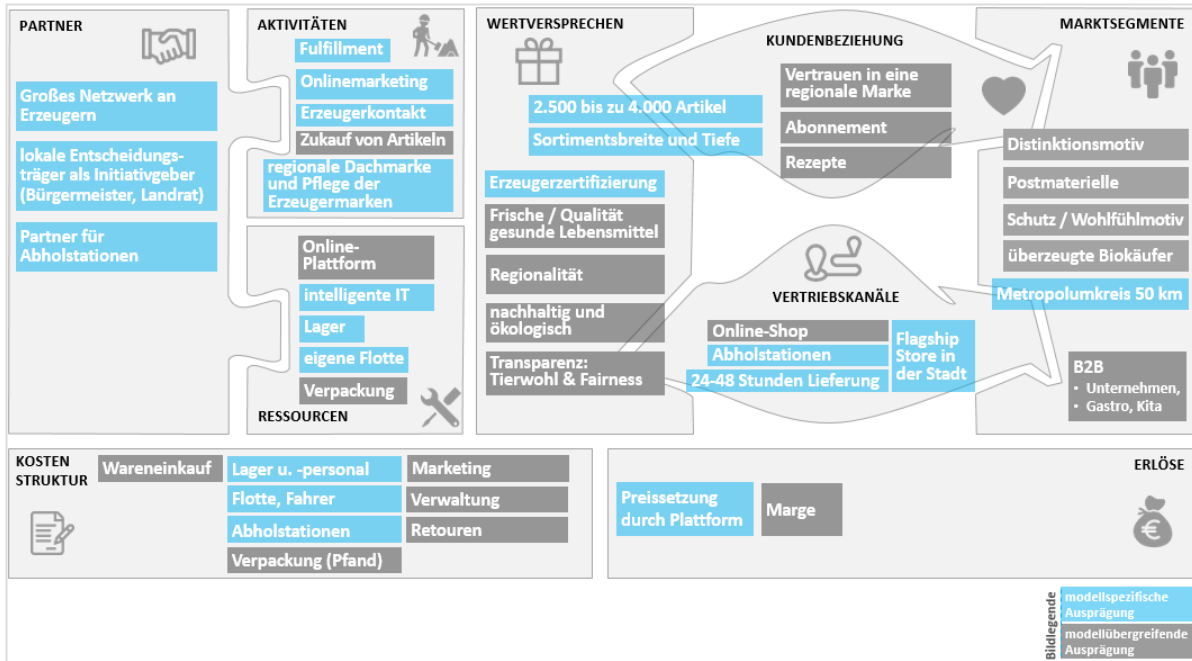 PARTNER
Großes Netzwerk an
Erzeugern
lokale Entscheidungs-
träger als Initiativgeber
(Bürgermeister, Landrat)
Partner für
Abholstationen
AKTIVITÄTEN
Fulfillment
Onlinemarketing
Erzeugerkontakt
Zukauf von Artikeln
regionale Dachmarke
und Pflege der
Erzeugermarken
Online-
Plattform
intelligente IT
Lager
eigene Flotte
Verpackung
RESSOURCEN
WERTVERSPRECHEN
2.500 bis zu 4.000 Artikel
Sortimentsbreite und Tiefe
Erzeugerzertifizierung
Frische / Qualität
gesunde Lebensmittel
Regionalität
nachhaltig und
ökologisch
Transparenz:
Tierwohl & Fairness
KUNDENBEZIEHUNG
Vertrauen in eine
regionale Marke
Abonnement
Rezepte
VERTRIEBSKANÄLE
Online-Shop
Abholstationen
24-48 Stunden Lieferung
Flagship
Store in
der Stadt
MARKTSEGMENTE
Distinktionsmotiv
Postmaterielle
Schutz / Wohlfühlmotiv
überzeugte Biokäufer
Metropolumkreis 50 km
B2B
• Unternehmen,
• Gastro, Kita
KOSTEN
STRUKTUR
Wareneinkauf
Lager u. -personal
Flotte, Fahrer
Abholstationen
Verpackung (Pfand)
Marketing
Verwaltung
Retouren
ERLÖSE
Preissetzung
durch Plattform
Marge
€
Bildlegende
modellspezifische
Ausprägung
modellübergreifende
Ausprägung